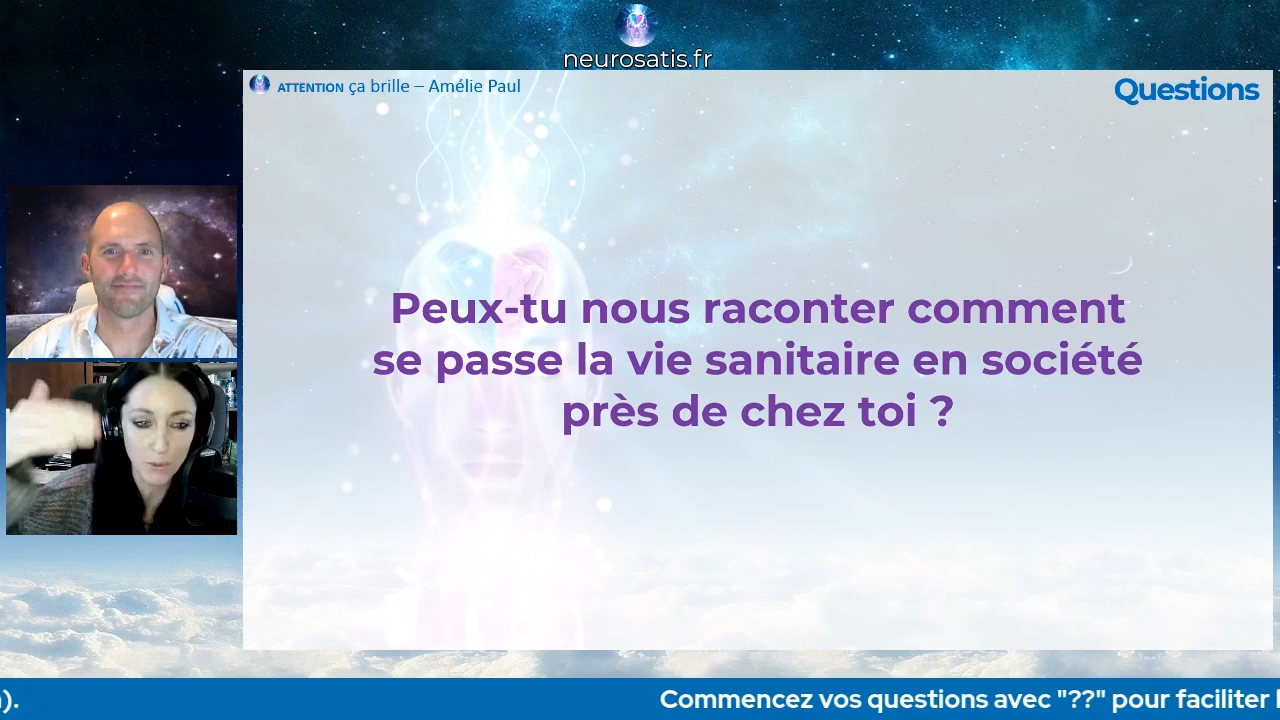 neurosatis.fr
ATTENTION ça brille – Amélie Paul
Questions
Peux-tu nous raconter comment
se passe la vie sanitaire en société
près de chez toi ?
). Commencez vos questions avec "??" pour faciliter